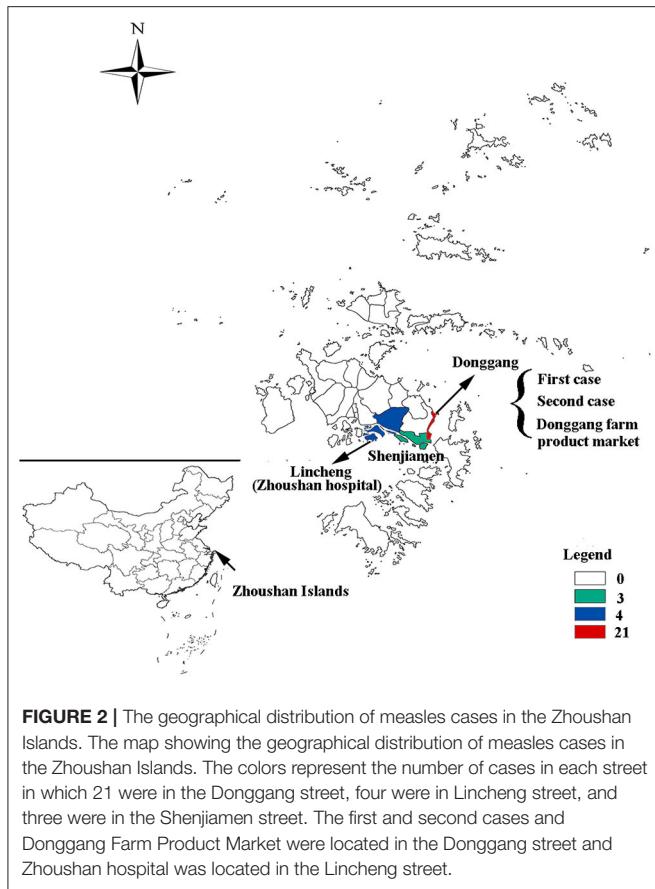 N
Donggang
First case
Second case
Donggang farm
product market
Shenjiamen
Lincheng
(Zhoushan hospital)
Zhoushan Islands
Legend
0
3
4
21
FIGURE 2 | The geographical distribution of measles cases in the Zhoushan
Islands. The map showing the geographical distribution of measles cases in
the Zhoushan Islands. The colors represent the number of cases in each street
in which 21 were in the Donggang street, four were in Lincheng street, and
three were in the Shenjiamen street. The first and second cases and
Donggang Farm Product Market were located in the Donggang street and
Zhoushan hospital was located in the Lincheng street.